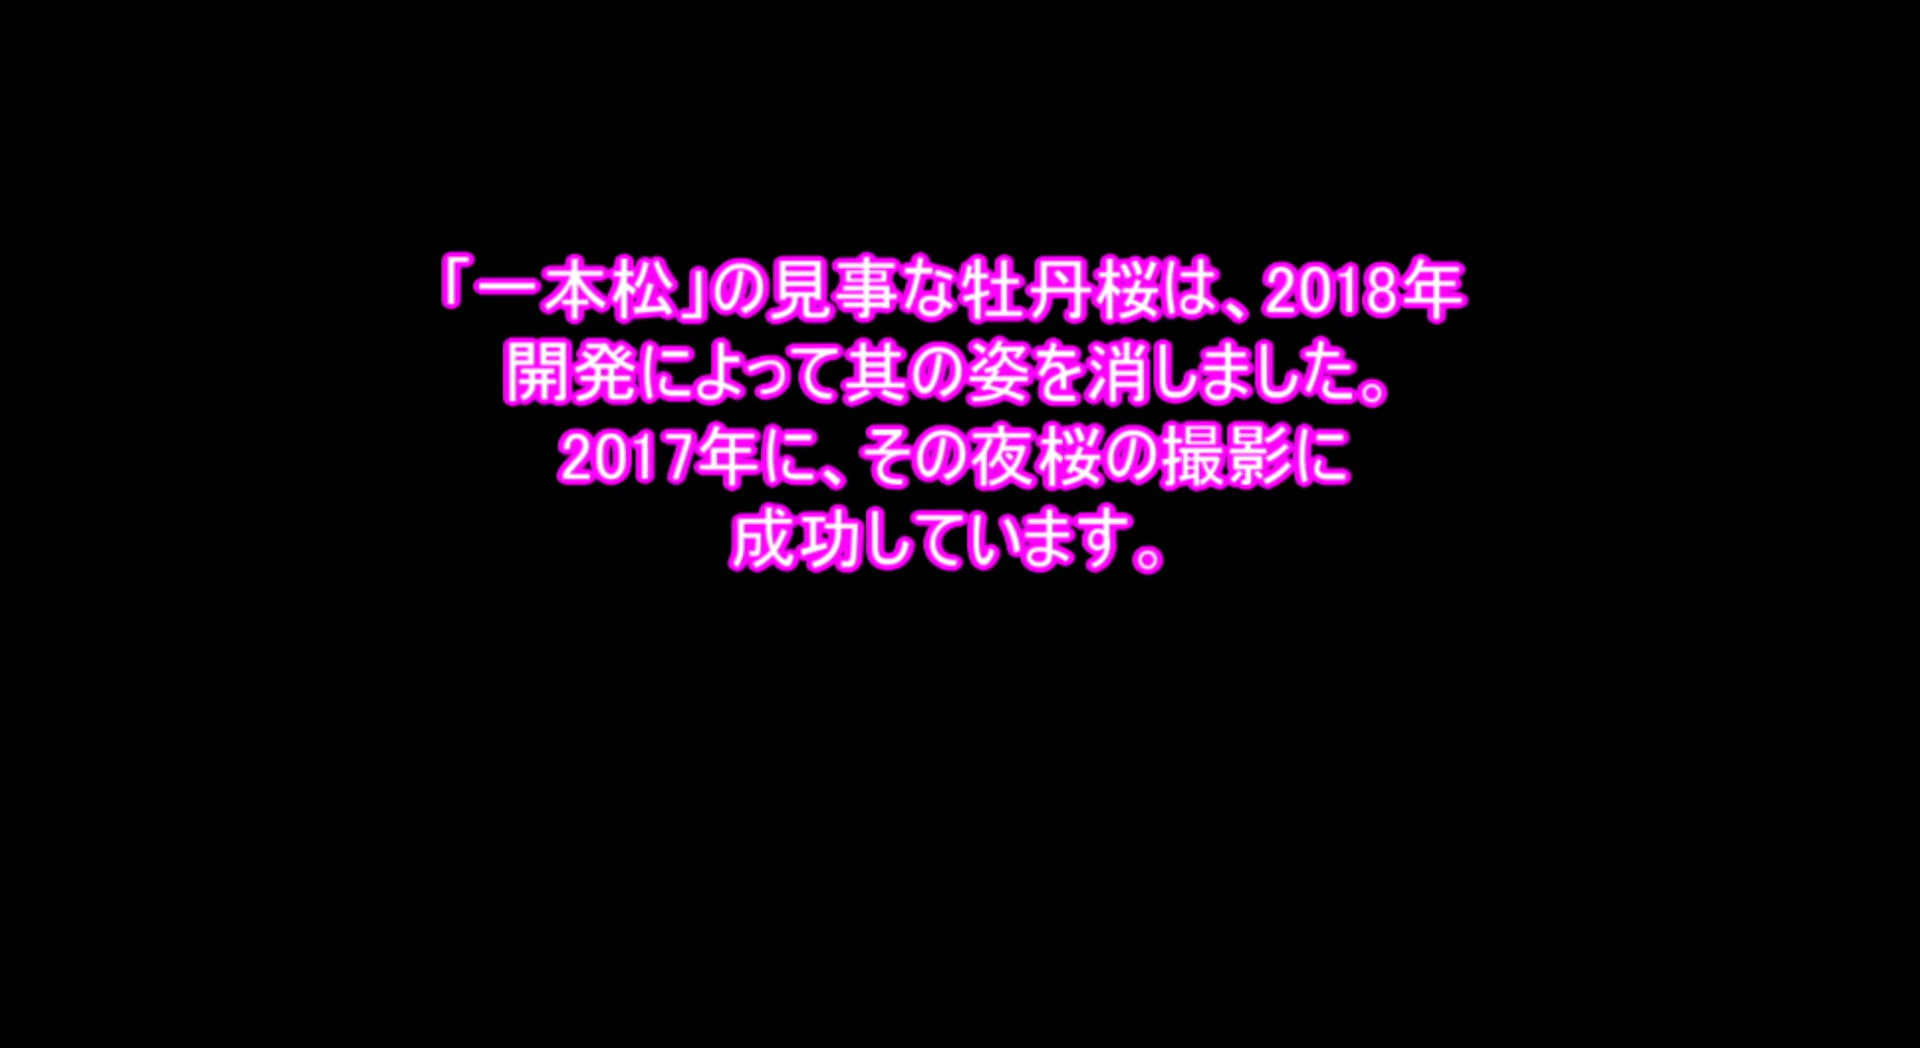 「一本松」の見事な牡丹桜は、2018年
開発によって其の姿を消しました。
2017年に、その夜桜の撮影に
成功しています。